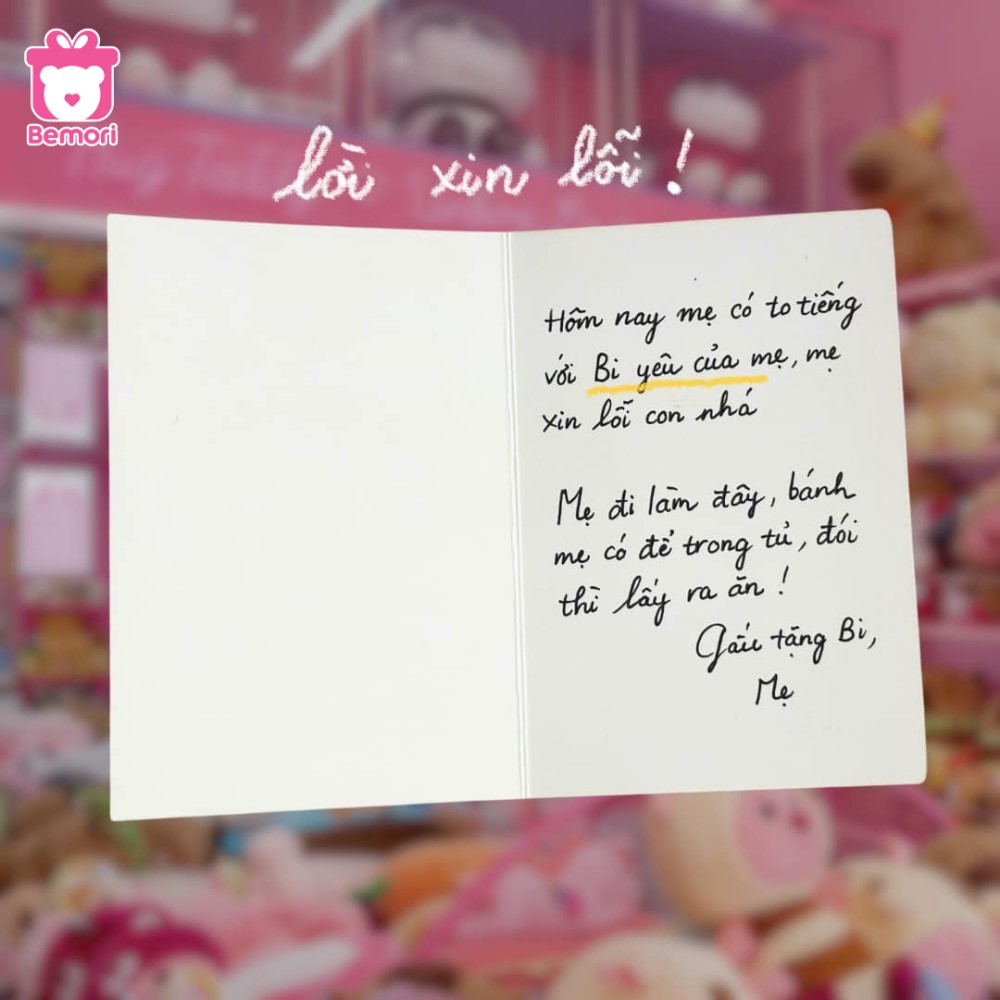 Bemori
lời xin lỗi!
Hôm nay mẹ có to tiếng
với Bi yêu của mẹ, mẹ
xin lỗi con nhá
Mẹ đi làm đây, bánh
mẹ có để trong tủ, đói
thì lấy ra ăn!
Gấu tặng Bi,
Mẹ